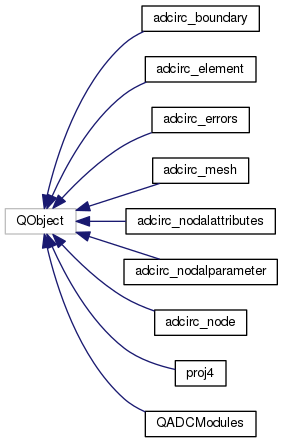 adcirc_boundary
adcirc_element
adcirc_errors
adcirc_mesh
QObject
adcirc_nodalattributes
adcirc_nodalparameter
adcirc_node
proj4
QADCModules